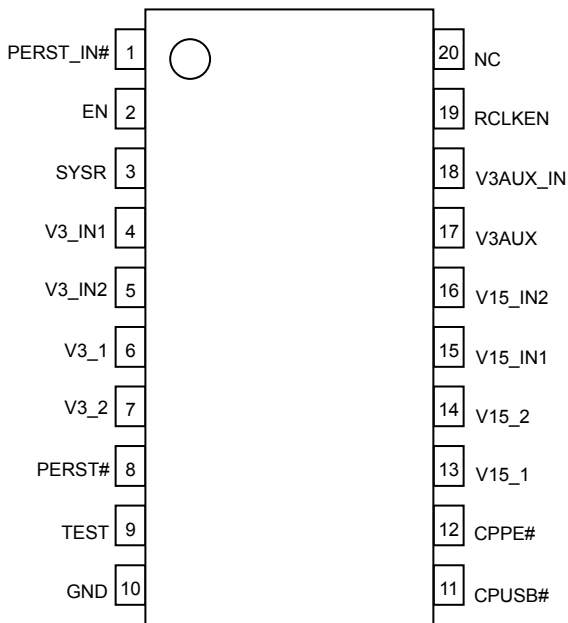 PERST_IN# 1 20 NC
EN 2 19 RCLKEN
SYSR 3 18 V3AUX_IN
V3_IN1 4 17 V3AUX
V3_IN2 5 16 V15_IN2
V3_1 6 15 V15_IN1
V3_2 7 14 V15_2
PERST# 8 13 V15_1
TEST 9 12 CPPE#
GND 10 11 CPUSB#